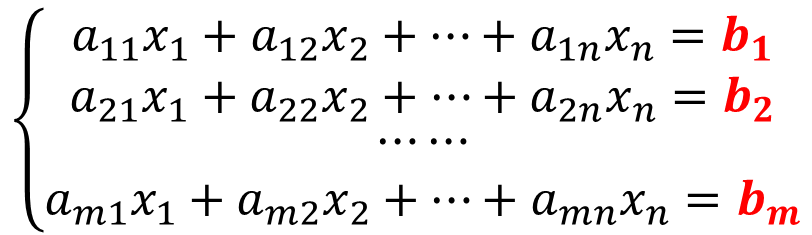 a₁₁x₁ + a₁₂x₂ + ⋯ + a₁ₙxₙ = b₁
a₂₁x₁ + a₂₂x₂ + ⋯ + a₂ₙxₙ = b₂
⋯ ⋯
aₘ₁x₁ + aₘ₂x₂ + ⋯ + aₘₙxₙ = bₘ